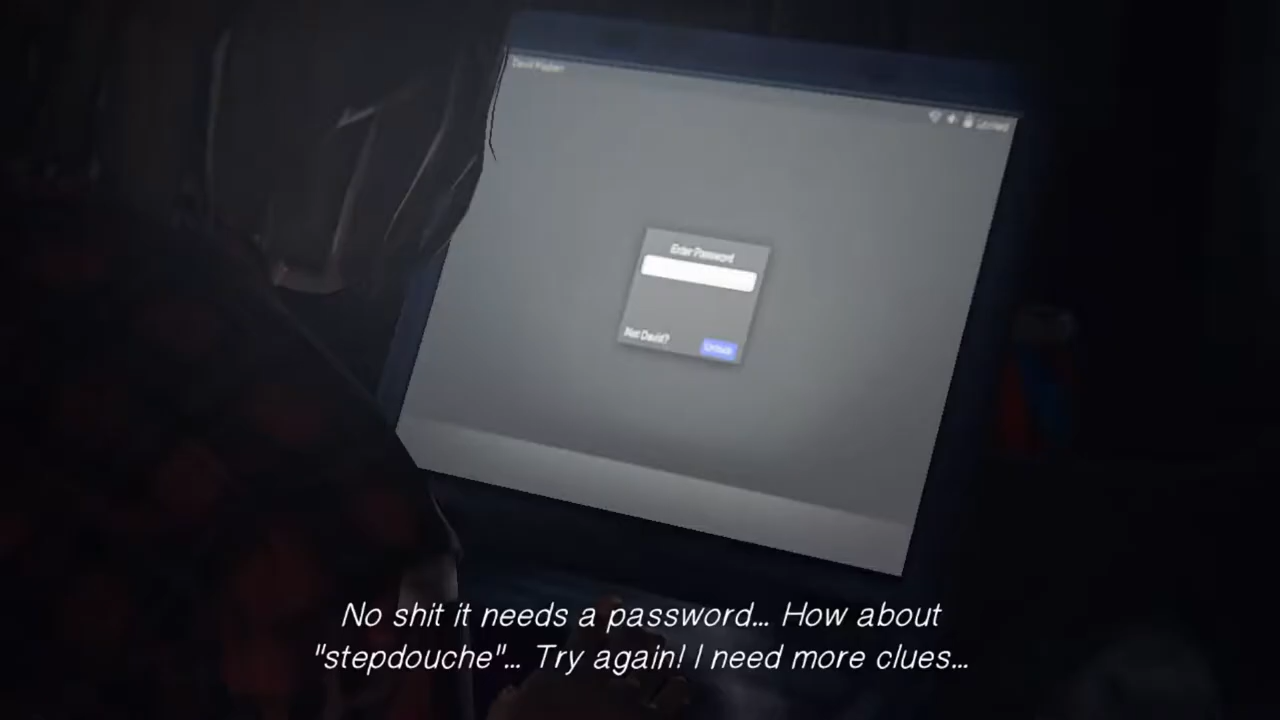 David Madsen
Enter Password
Not David?
No shit it needs a password... How about
"stepdouche"... Try again! I need more clues...